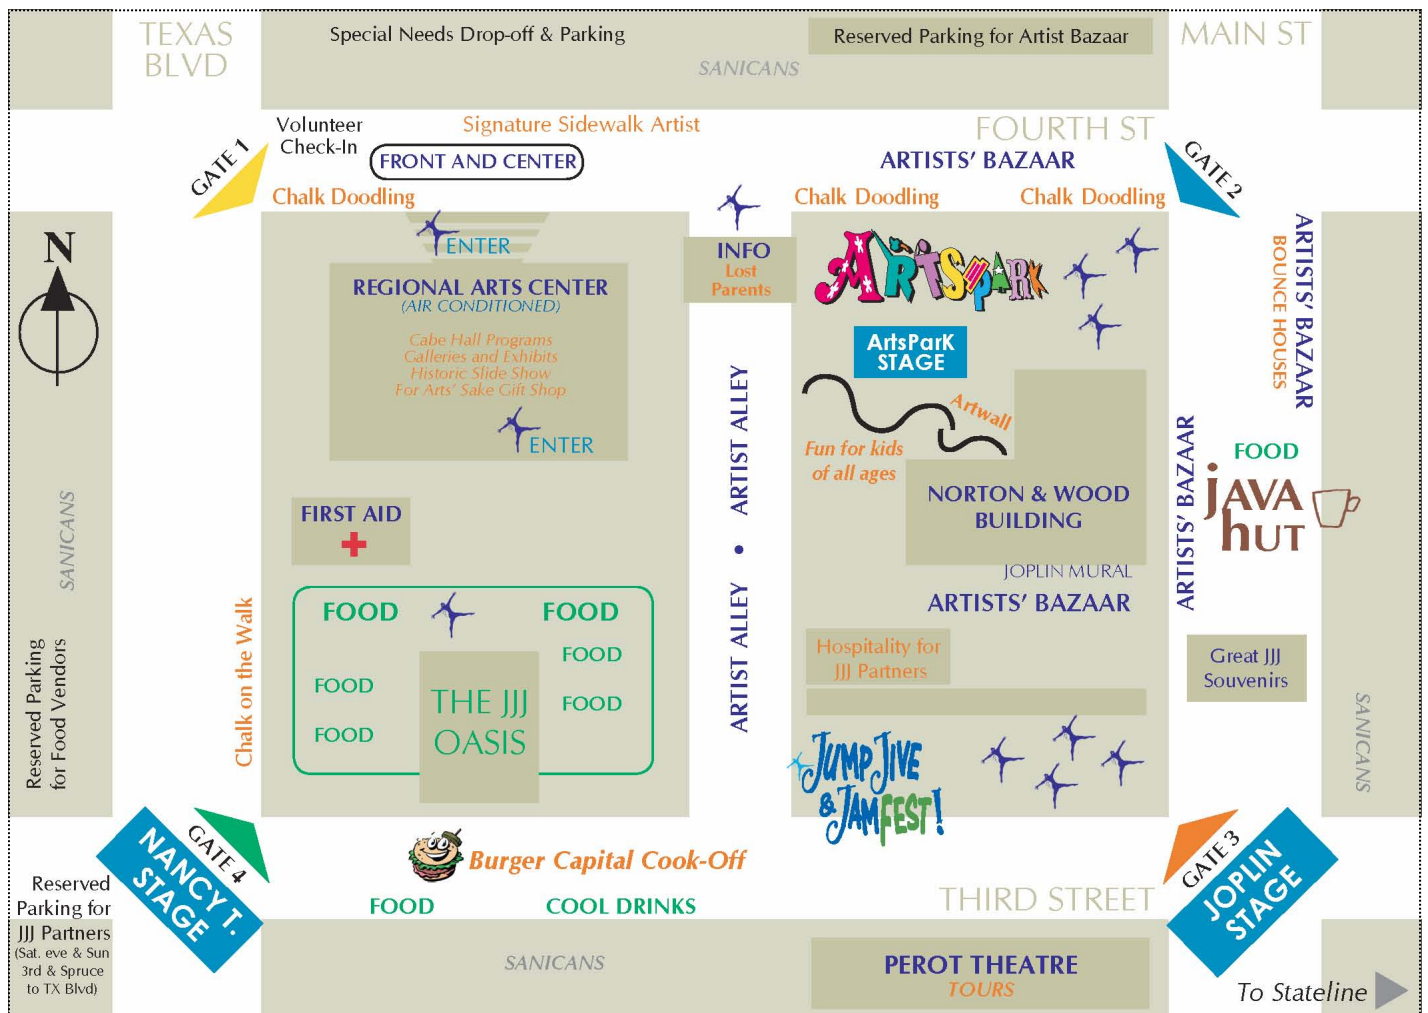 TEXAS
BLVD
Special Needs Drop-off & Parking
Reserved Parking for Artist Bazaar
MAIN ST
SANICANS
Volunteer
Check-In
Signature Sidewalk Artist
FOURTH ST
GATE 1
FRONT AND CENTER
ARTISTS' BAZAAR
GATE 2
Chalk Doodling
Chalk Doodling
Chalk Doodling
N
ENTER
INFO
Lost
Parents
ARTSPARK
ARTISTS' BAZAAR
BOUNCE HOUSES
REGIONAL ARTS CENTER
(AIR CONDITIONED)
Cabe Hall Programs
Galleries and Exhibits
Historic Slide Show
For Arts' Sake Gift Shop
ENTER
ArtsParK
STAGE
Artwall
Fun for kids
of all ages
ARTIST ALLEY • ARTIST ALLEY
NORTON & WOOD
BUILDING
JOPLIN MURAL
ARTISTS' BAZAAR
ARTISTS' BAZAAR
FOOD
JAVA
hUT
SANICANS
FIRST AID
FOOD
FOOD
FOOD
FOOD
FOOD
FOOD
THE JJJ
OASIS
Chalk on the Walk
Reserved Parking
for Food Vendors
Hospitality for
JJJ Partners
Great JJJ
Souvenirs
SANICANS
JUMP JIVE
& JAMFEST!
GATE 4
NANCY T.
STAGE
Burger Capital Cook-Off
FOOD
COOL DRINKS
THIRD STREET
GATE 3
JOPLIN
STAGE
Reserved
Parking for
JJJ Partners
(Sat. eve & Sun
3rd & Spruce
to TX Blvd)
SANICANS
PEROT THEATRE
TOURS
To Stateline